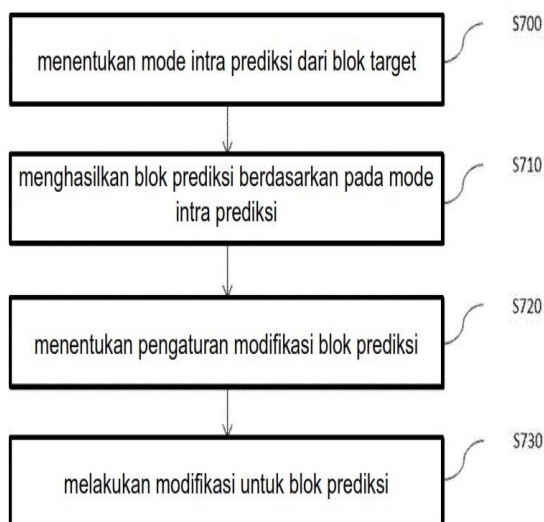 S700
menentukan mode intra prediksi dari blok target
S710
menghasilkan blok prediksi berdasarkan pada mode
intra prediksi
S720
menentukan pengaturan modifikasi blok prediksi
S730
melakukan modifikasi untuk blok prediksi